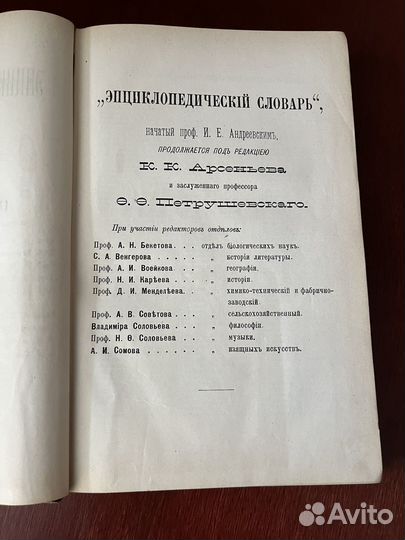 „ЭНЦИКЛОПЕДИЧЕСКІЙ СЛОВАРЬ“,
начатый проф. И. Е. Андреевскимъ,
ПРОДОЛЖАЕТСЯ ПОДЪ РЕДАКЦІЕЮ
К. К. Арсеньева
и заслуженнаго профессора
Ѳ. Ѳ. Петрушевскаго.
При участіи редакторовъ отдѣловъ:
Проф. А. Н. Бекетова. . . отдѣлъ біологическихъ наукъ.
С. А. Венгерова. . . . . „ исторіи литературы.
Проф. А. И. Воейкова . . „ географіи.
Проф. Н. И. Карѣева . . . „ исторіи.
Проф. Д. И. Менделѣева. . „ химико-техническій и фабрично-
заводскій.
Проф. А. В. Совѣтова . . „ сельскохозяйственный.
Владиміра Соловьева . . . „ философіи.
Проф. Н. Ѳ. Соловьева . . „ музыки.
А. И. Сомова . . . . . . „ изящныхъ искусствъ.
Avito